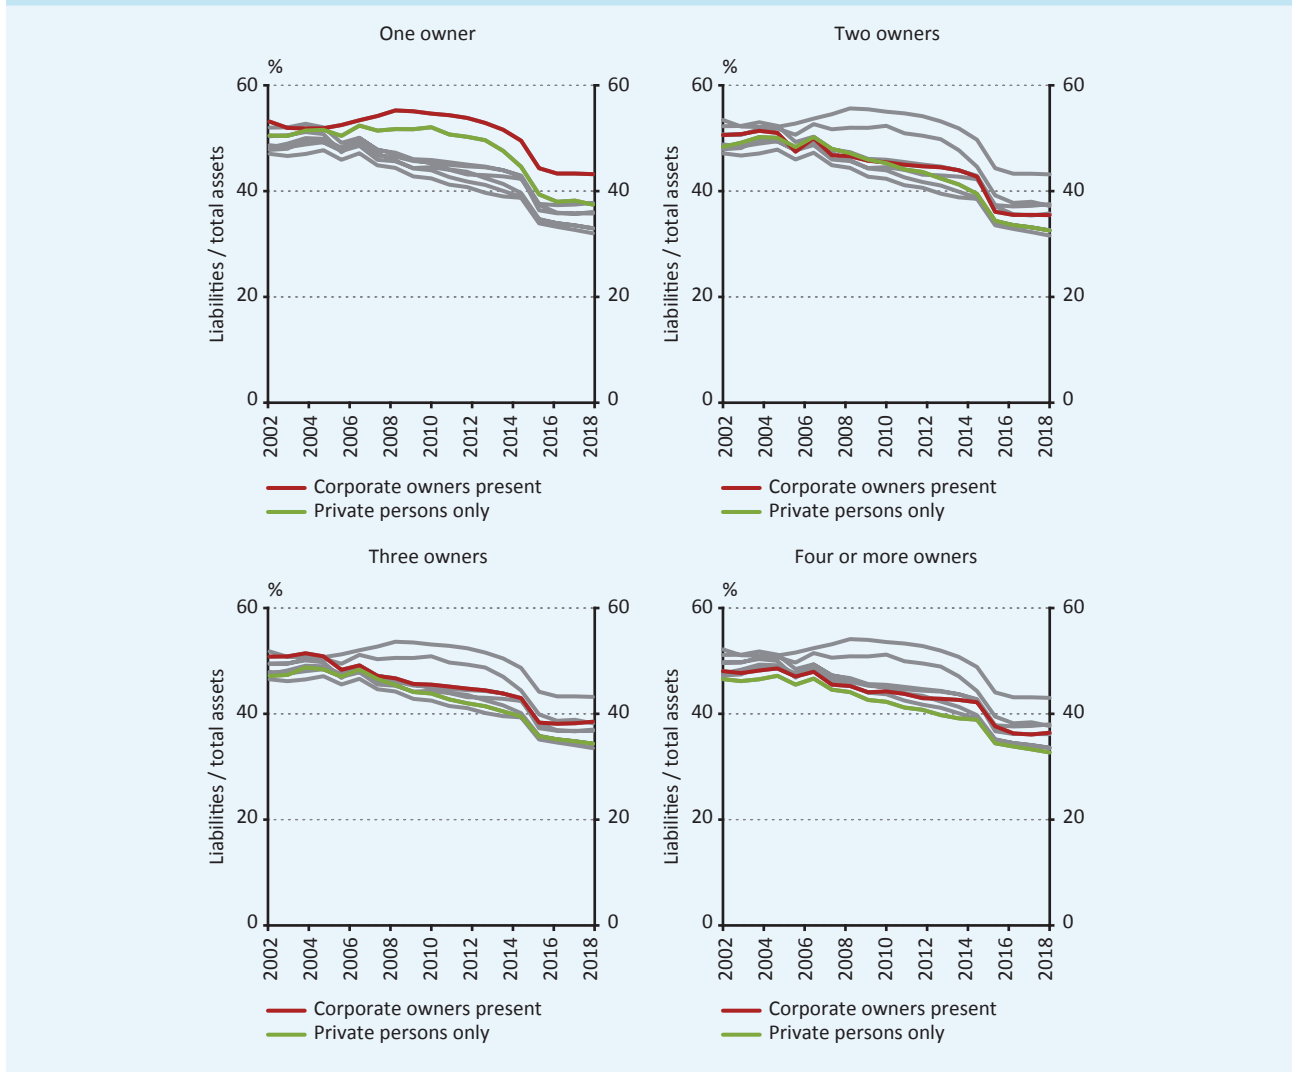 One owner
%
60 60
40 40
20 20
0 0
Liabilities / total assets
2002 2004 2006 2008 2010 2012 2014 2016 2018
Corporate owners present
Private persons only
Two owners
%
60 60
40 40
20 20
0 0
Liabilities / total assets
2002 2004 2006 2008 2010 2012 2014 2016 2018
Corporate owners present
Private persons only
Three owners
%
60 60
40 40
20 20
0 0
Liabilities / total assets
2002 2004 2006 2008 2010 2012 2014 2016 2018
Corporate owners present
Private persons only
Four or more owners
%
60 60
40 40
20 20
0 0
Liabilities / total assets
2002 2004 2006 2008 2010 2012 2014 2016 2018
Corporate owners present
Private persons only